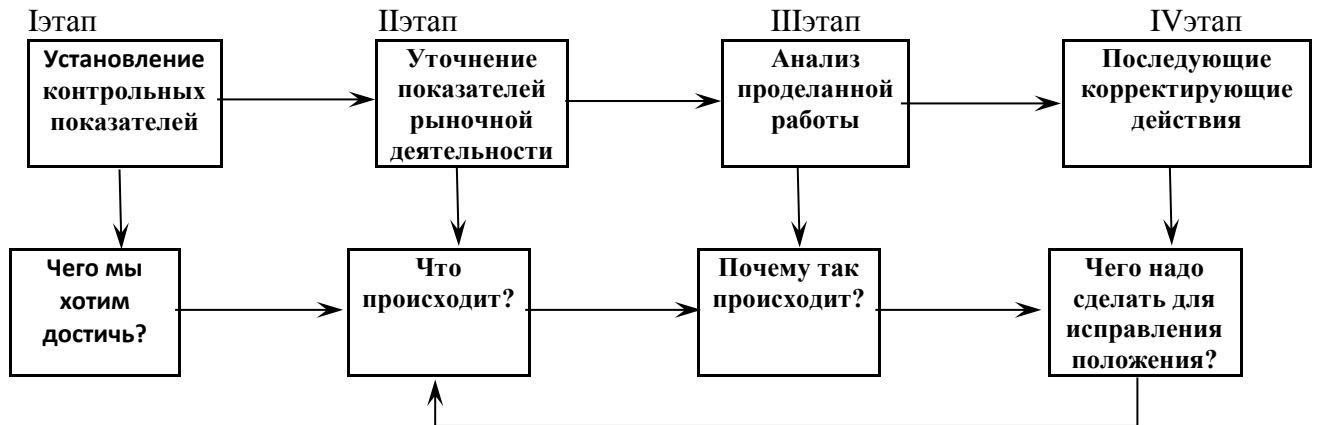 Iэтап
IIэтап
IIIэтап
IVэтап
Установление
контрольных
показателей
Уточнение
показателей
рыночной
деятельности
Анализ
проделанной
работы
Последующие
корректирующие
действия
Чего мы
хотим
достичь?
Что
происходит?
Почему так
происходит?
Чего надо
сделать для
исправления
положения?